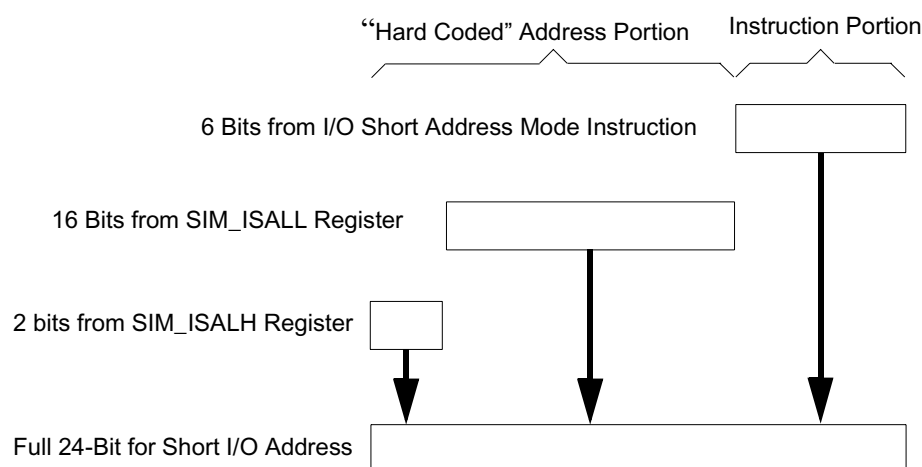 “Hard Coded” Address Portion
Instruction Portion
6 Bits from I/O Short Address Mode Instruction
16 Bits from SIM_ISALL Register
2 bits from SIM_ISALH Register
Full 24-Bit for Short I/O Address